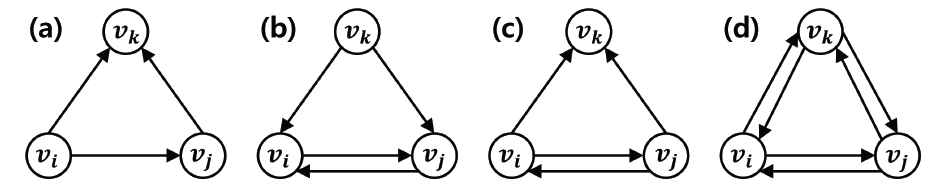 (a) (b) (c) (d)
v_k v_k v_k v_k
v_i v_j v_i v_j v_i v_j v_i v_j